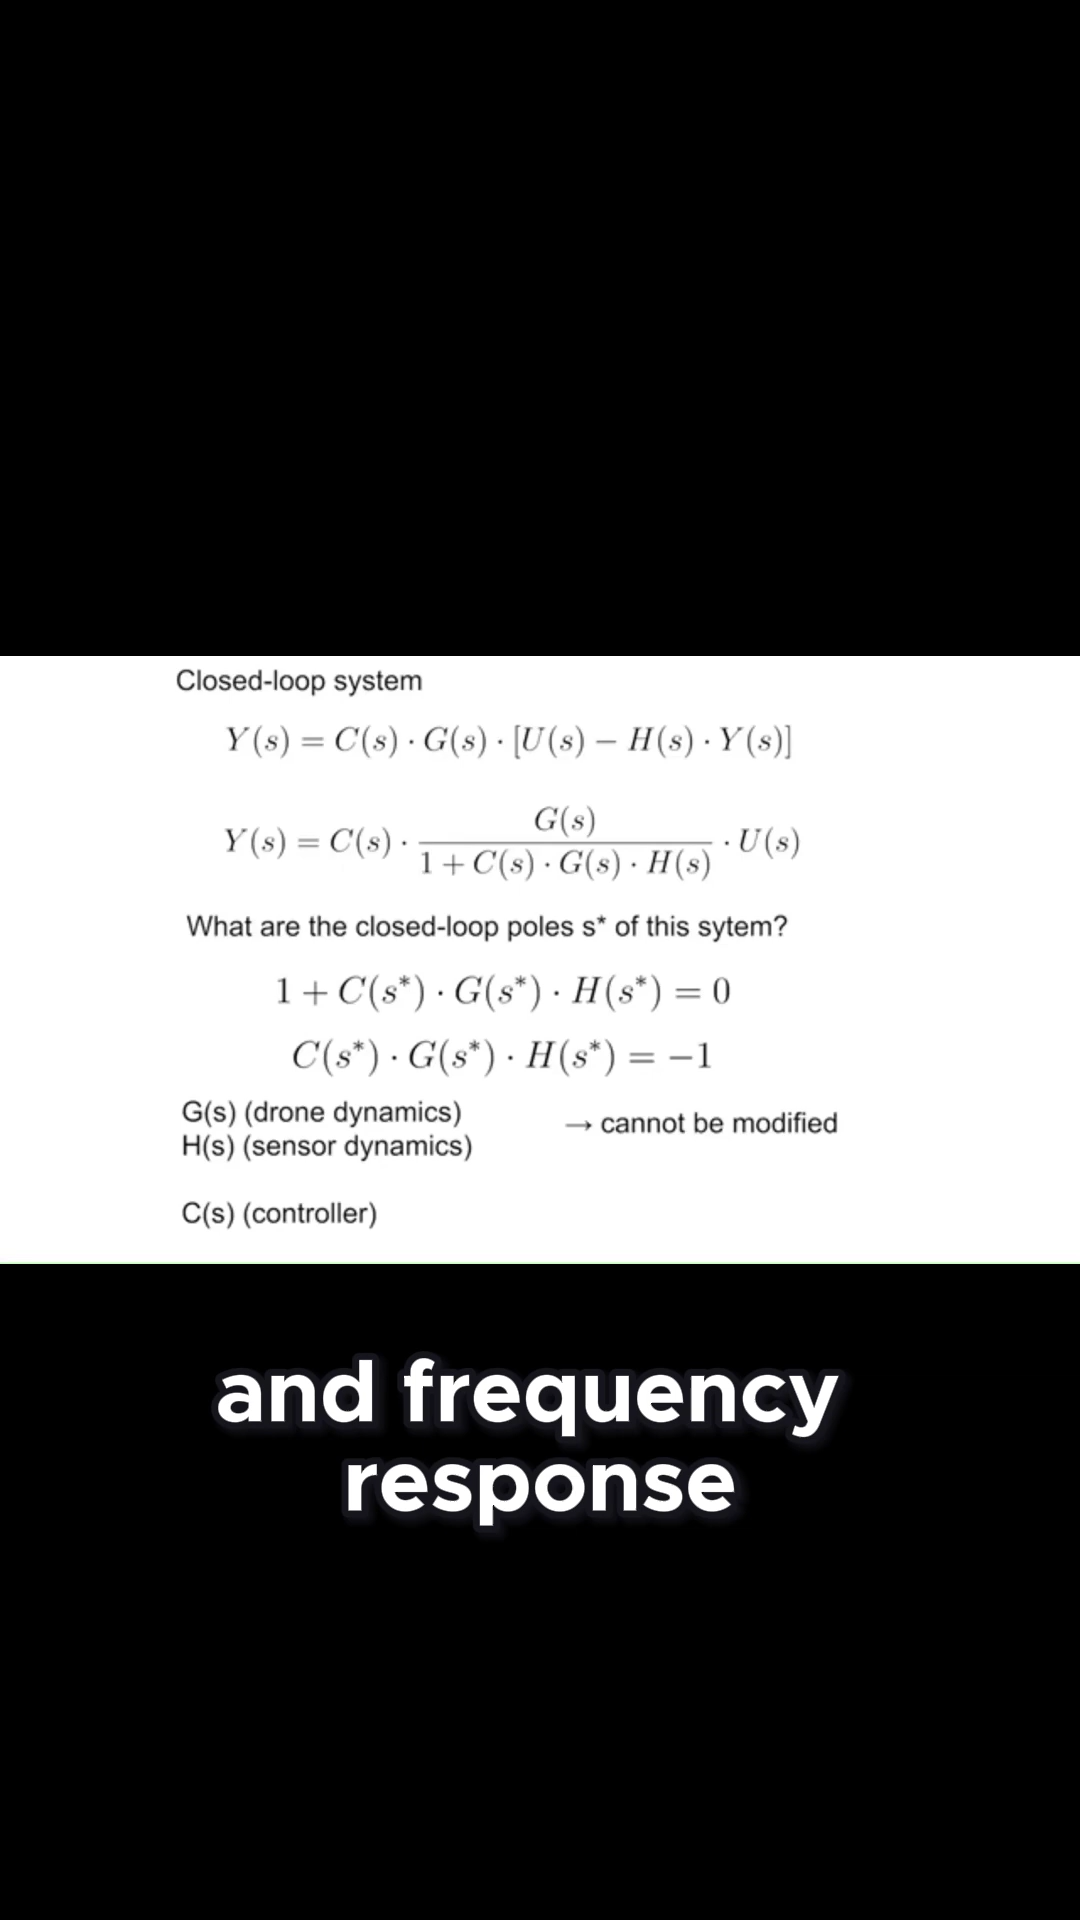 Closed-loop system
Y(s) = C(s) · G(s) · [U(s) − H(s) · Y(s)]
Y(s) = C(s) · G(s) / 1 + C(s) · G(s) · H(s) · U(s)
What are the closed-loop poles s* of this sytem?
1 + C(s*) · G(s*) · H(s*) = 0
C(s*) · G(s*) · H(s*) = −1
G(s) (drone dynamics)
H(s) (sensor dynamics)
→ cannot be modified
C(s) (controller)
and frequency
response